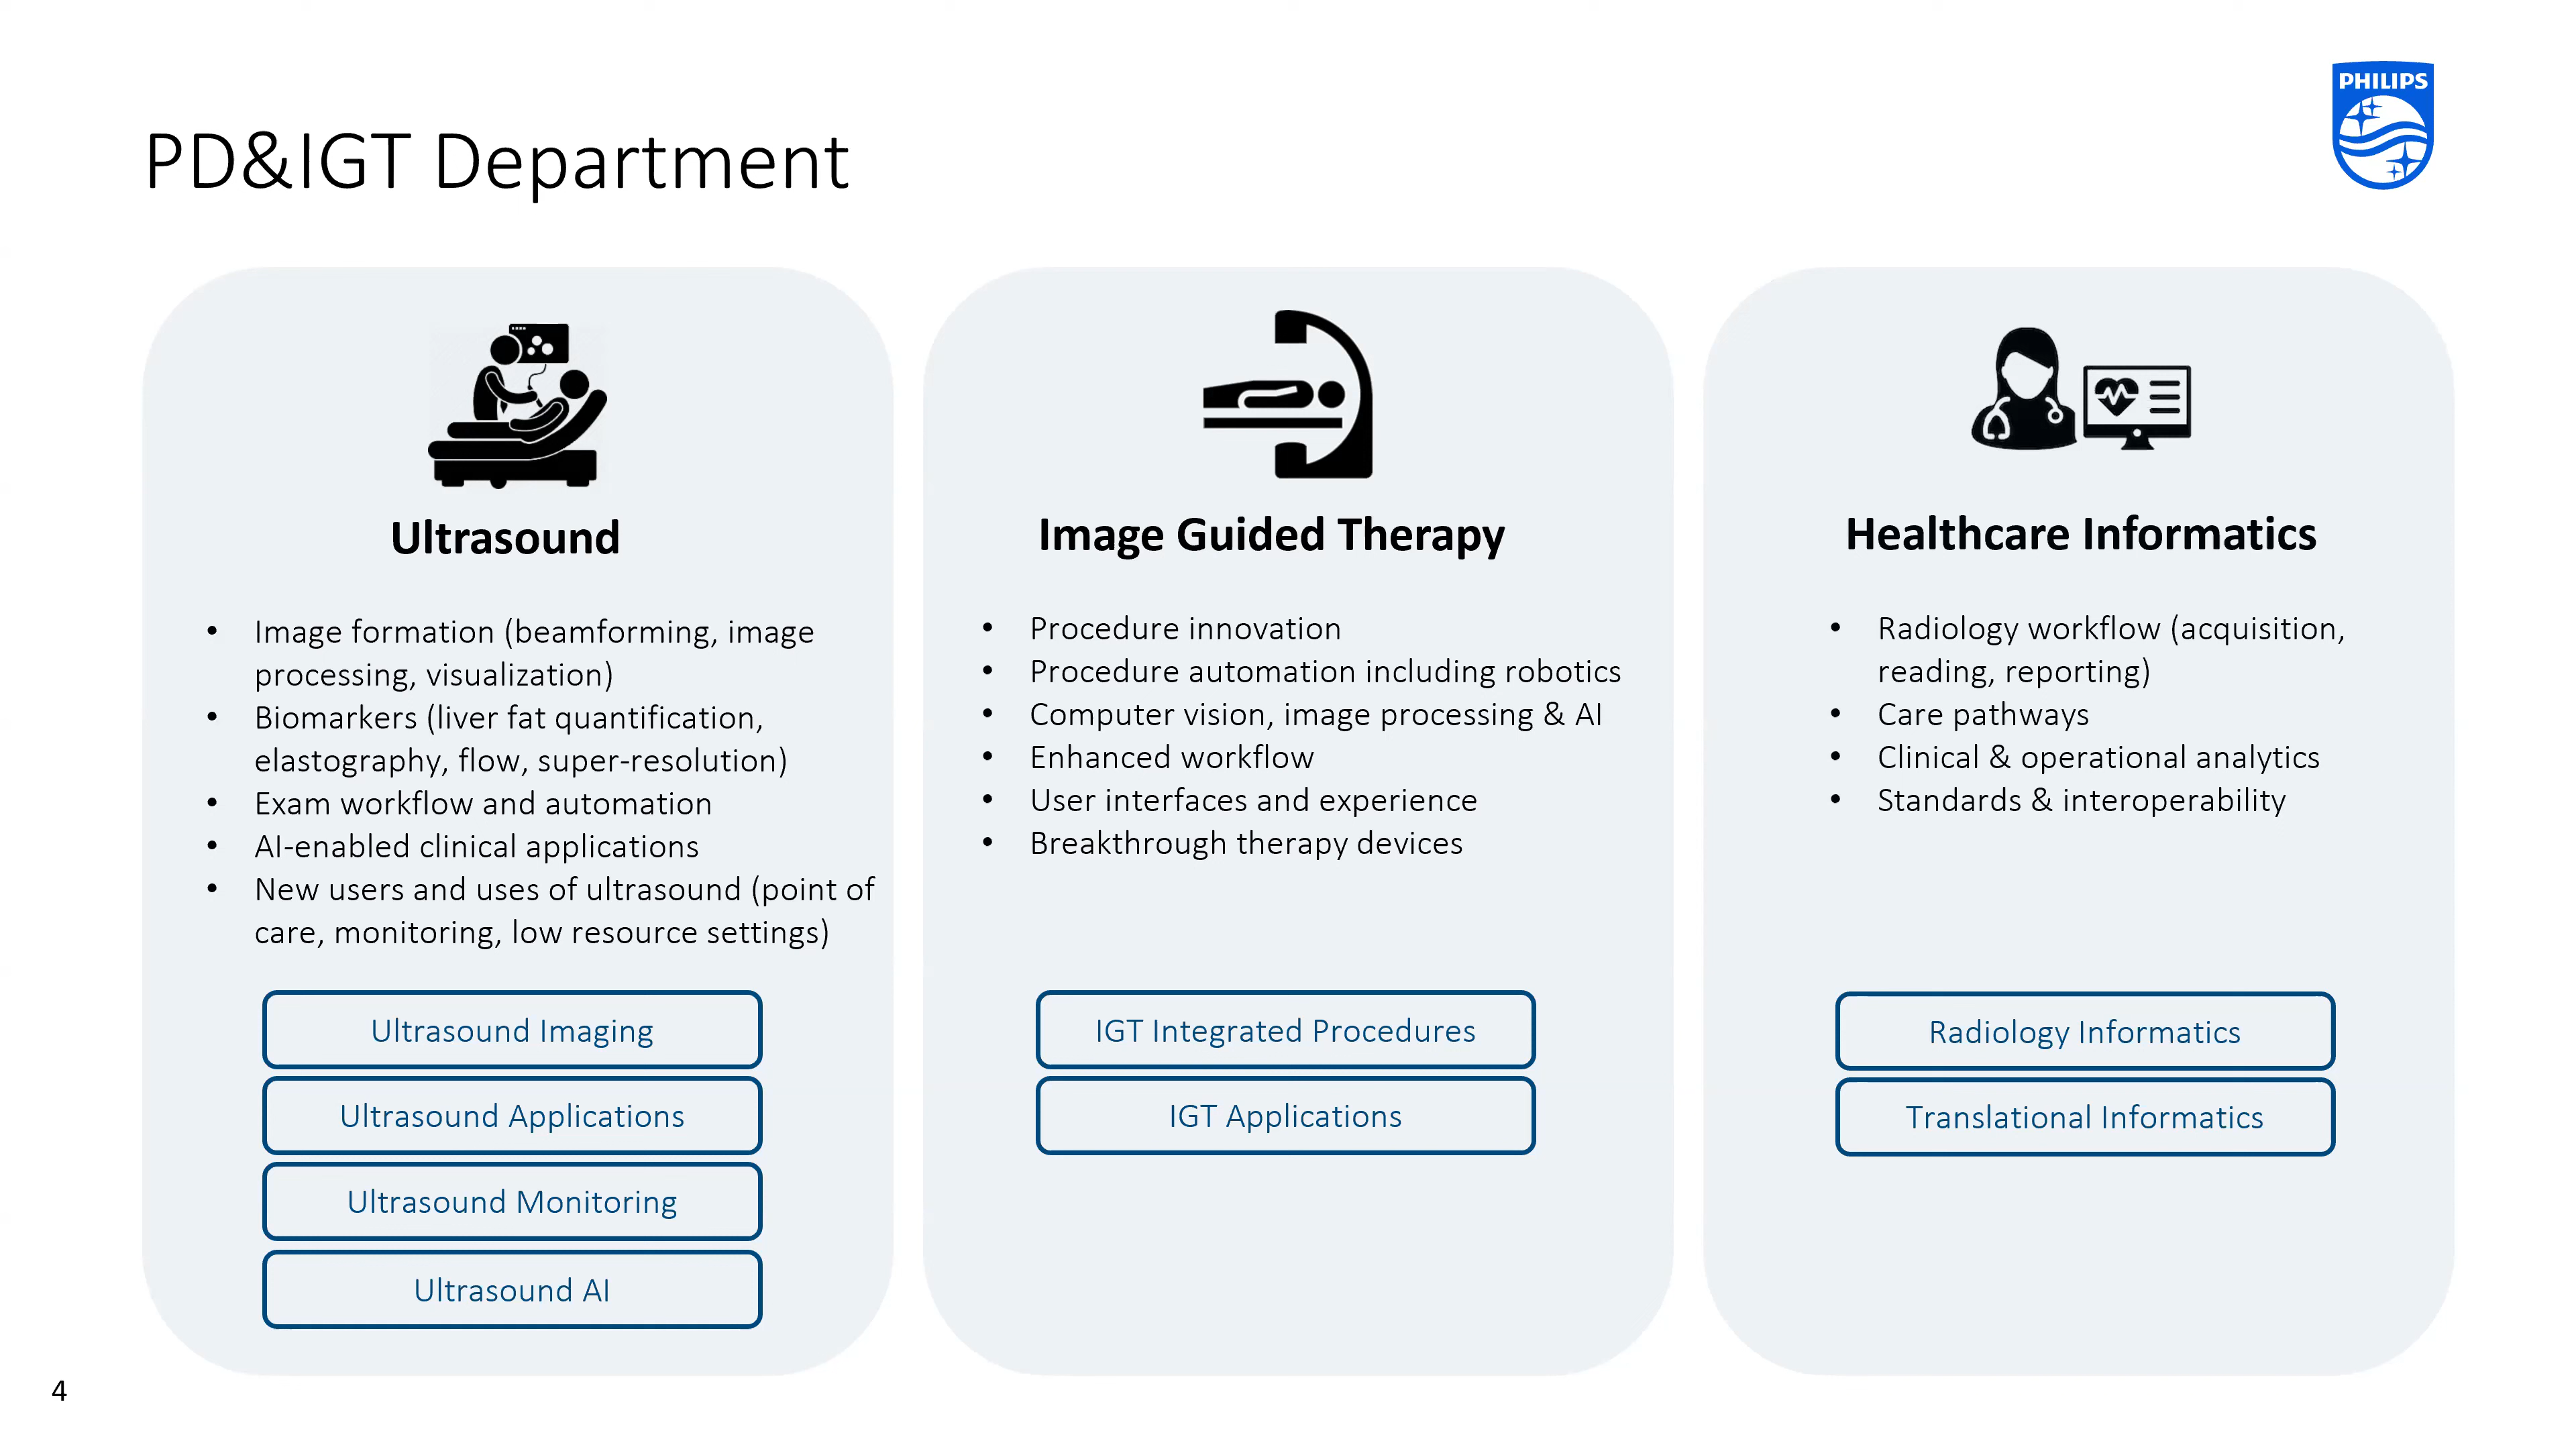 PHILIPS
PD&IGT Department
Ultrasound
• Image formation (beamforming, image
processing, visualization)
• Biomarkers (liver fat quantification,
elastography, flow, super-resolution)
• Exam workflow and automation
• AI-enabled clinical applications
• New users and uses of ultrasound (point of
care, monitoring, low resource settings)
Ultrasound Imaging
Ultrasound Applications
Ultrasound Monitoring
Ultrasound AI
Image Guided Therapy
• Procedure innovation
• Procedure automation including robotics
• Computer vision, image processing & AI
• Enhanced workflow
• User interfaces and experience
• Breakthrough therapy devices
IGT Integrated Procedures
IGT Applications
Healthcare Informatics
• Radiology workflow (acquisition,
reading, reporting)
• Care pathways
• Clinical & operational analytics
• Standards & interoperability
Radiology Informatics
Translational Informatics
4